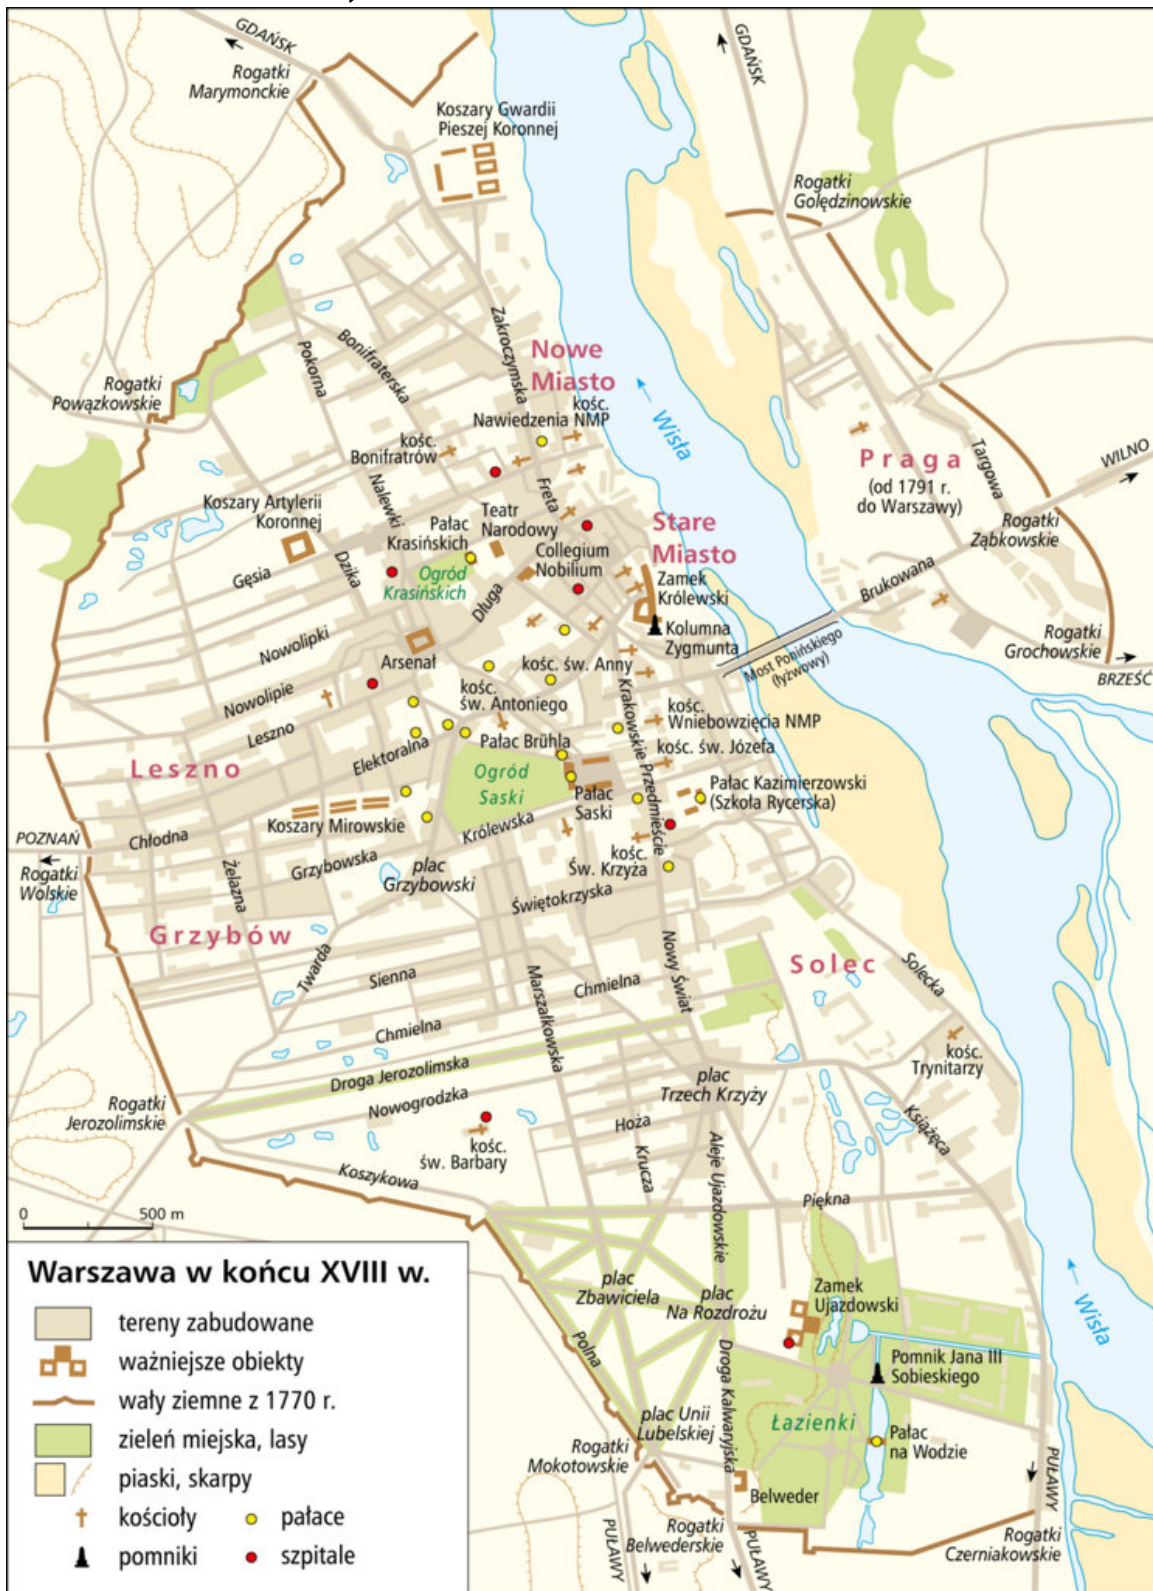 GDAŃSK
Rogatki
Marymonckie
GDAŃSK
Koszary Gwardii
Pieszej Koronnej
Rogatki
Golędzinowskie
Zakroczymska
Pokorna
Bonifraterska
Nowe
Miasto
Rogatki
Powązkowskie
kośc.
Nawiedzenia NMP
Wisła
kośc.
Bonifratrów
Praga
(od 1791 r.
do Warszawy)
Targowa
WILNO
Nalewki
Freta
Koszary Artylerii
Koronnej
Teatr
Narodowy
Pałac
Krasińskich
Stare
Miasto
Rogatki
Ząbkowskie
Collegium
Nobilium
Gęsia
Dzika
Ogród
Krasińskich
Długa
Zamek
Królewski
Brukowana
Kolumna
Zygmunta
Nowolipki
Most Ponińskiego
(łyżwowy)
Rogatki
Grochowskie
BRZEŚĆ
Arsenał
kośc. św. Anny
Nowolipie
kośc.
św. Antoniego
Krakowskie Przedmieście
kośc.
Wniebowzięcia NMP
Leszno
Elektoralna
Pałac Brühla
kośc. św. Józefa
Leszno
Ogród
Saski
Pałac
Saski
Pałac Kazimierzowski
(Szkoła Rycerska)
Koszary Mirowskie
Królewska
POZNAŃ
Chłodna
Rogatki
Wolskie
Żelazna
Grzybowska
plac
Grzybowski
kośc.
Św. Krzyża
Świętokrzyska
Grzybów
Twarda
Sienna
Chmielna
Nowy Świat
Solec
Solecka
Marszałkowska
Chmielna
kośc.
Trynitarzy
Droga Jerozolimska
plac
Trzech Krzyży
Nowogrodzka
Rogatki
Jerozolimskie
Hoża
Książęca
kośc.
św. Barbary
Krucza
Aleje Ujazdowskie
Koszykowa
Piękna
0 500 m
Warszawa w końcu XVIII w.
tereny zabudowane
ważniejsze obiekty
wały ziemne z 1770 r.
zieleń miejska, lasy
piaski, skarpy
kościoły
pałace
pomniki
szpitale
plac
Zbawiciela
plac
Na Rozdrożu
Zamek
Ujazdowski
Wisła
Polna
Droga Kalwaryjska
Pomnik Jana III
Sobieskiego
plac Unii
Lubelskiej
Łazienki
Rogatki
Mokotowskie
Pałac
na Wodzie
Belweder
PUŁAWY
Rogatki
Belwederskie
PUŁAWY
PUŁAWY
Rogatki
Czerniakowskie